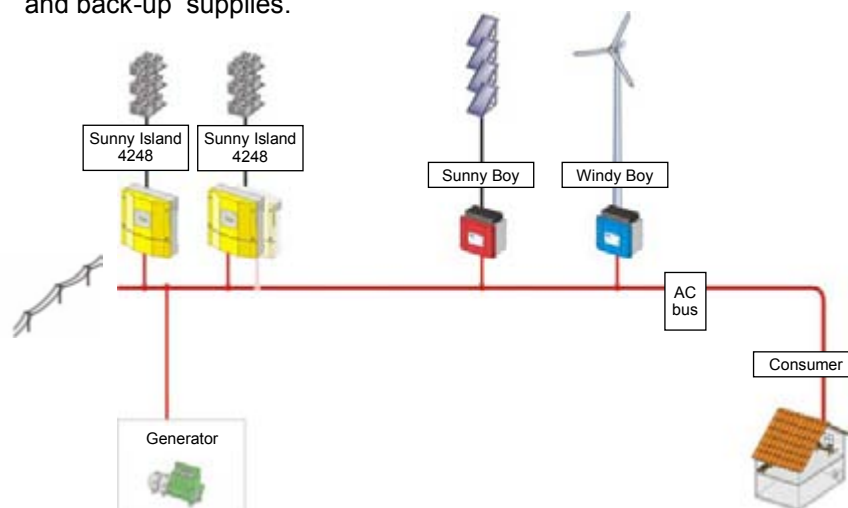 and back-up supplies.
Sunny Island
4248
Sunny Island
4248
Sunny Boy
Windy Boy
AC
bus
Consumer
Generator